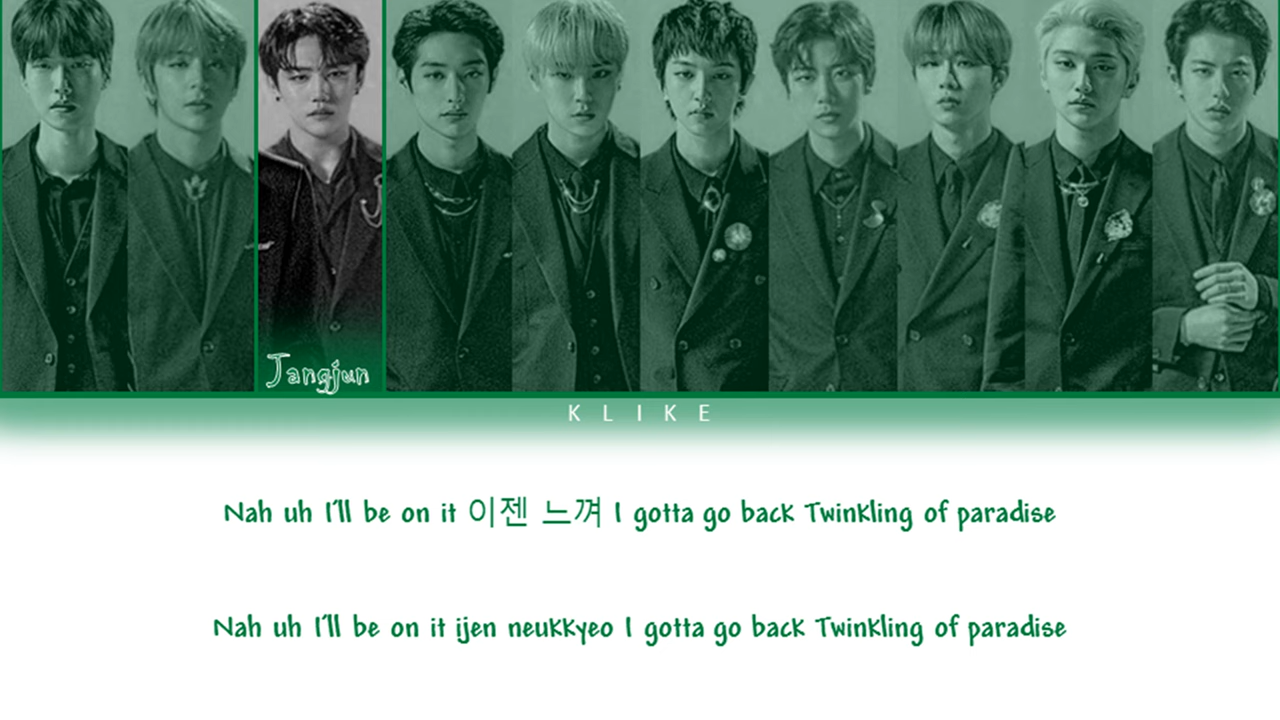 Jangjun
KLIKE
Nah uh I'll be on it 이젠 느껴 I gotta go back Twinkling of paradise
Nah uh I'll be on it ijen neukkyeo I gotta go back Twinkling of paradise